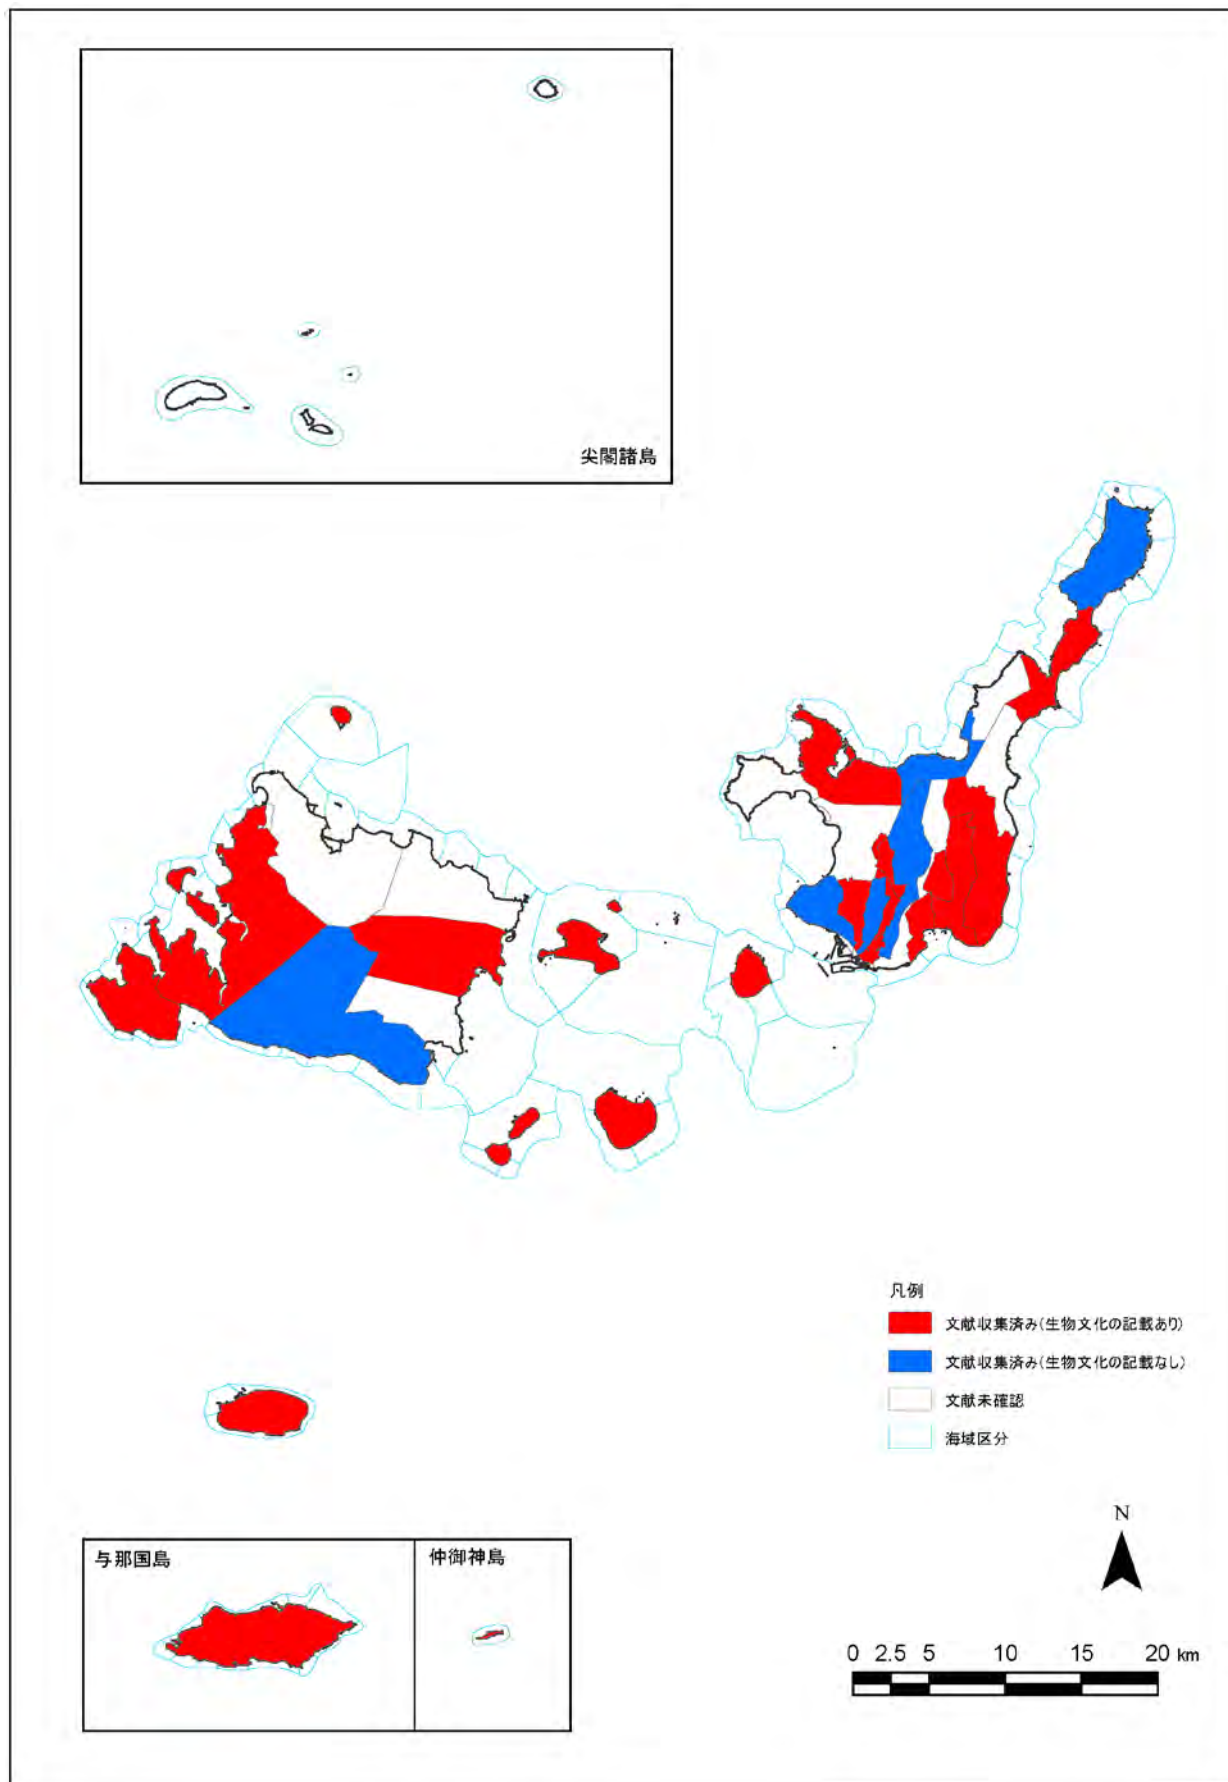 尖閣諸島
凡例
文献収集済み(生物文化の記載あり)
文献収集済み(生物文化の記載なし)
文献未確認
海域区分
与那国島
仲御神島
N
0 2.5 5 10 15 20 km